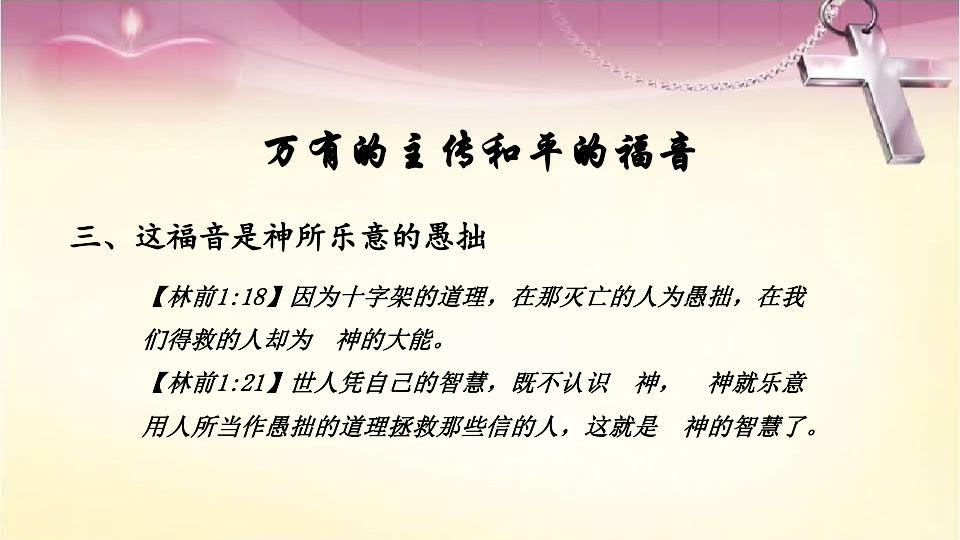 万有的主传和平的福音
三、这福音是神所乐意的愚拙
【林前1:18】因为十字架的道理，在那灭亡的人为愚拙，在我
们得救的人却为　神的大能。
【林前1:21】世人凭自己的智慧，既不认识　神，　神就乐意
用人所当作愚拙的道理拯救那些信的人，这就是　神的智慧了。